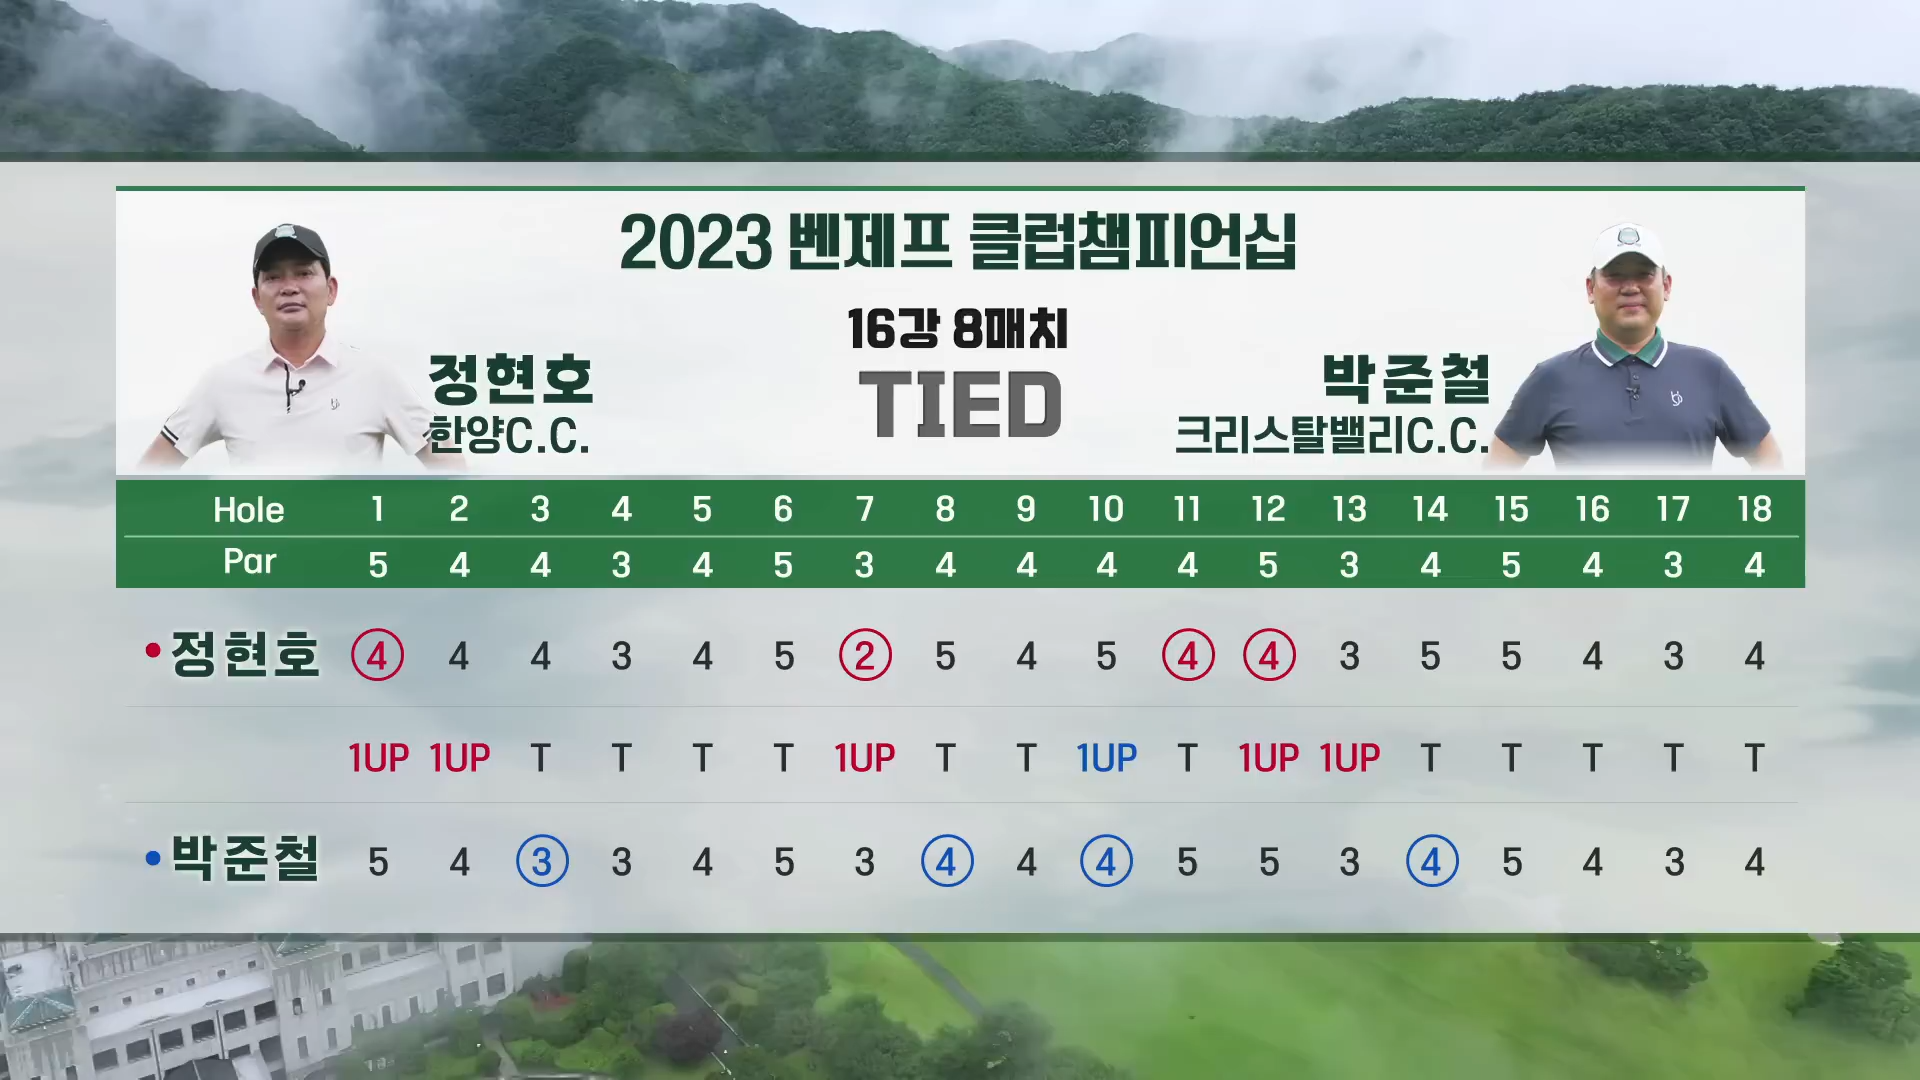 2023 벤제프 클럽챔피언십
16강 8매치
TIED
정현호
한양C.C.
박준철
크리스탈밸리C.C.
Hole 1 2 3 4 5 6 7 8 9 10 11 12 13 14 15 16 17 18
Par 5 4 4 3 4 5 3 4 4 4 4 5 3 4 5 4 3 4
정현호 4 4 4 3 4 5 2 5 4 5 4 4 3 5 5 4 3 4
1UP 1UP T T T T 1UP T T 1UP T 1UP 1UP T T T T T
박준철 5 4 3 3 4 5 3 4 4 4 5 5 3 4 5 4 3 4